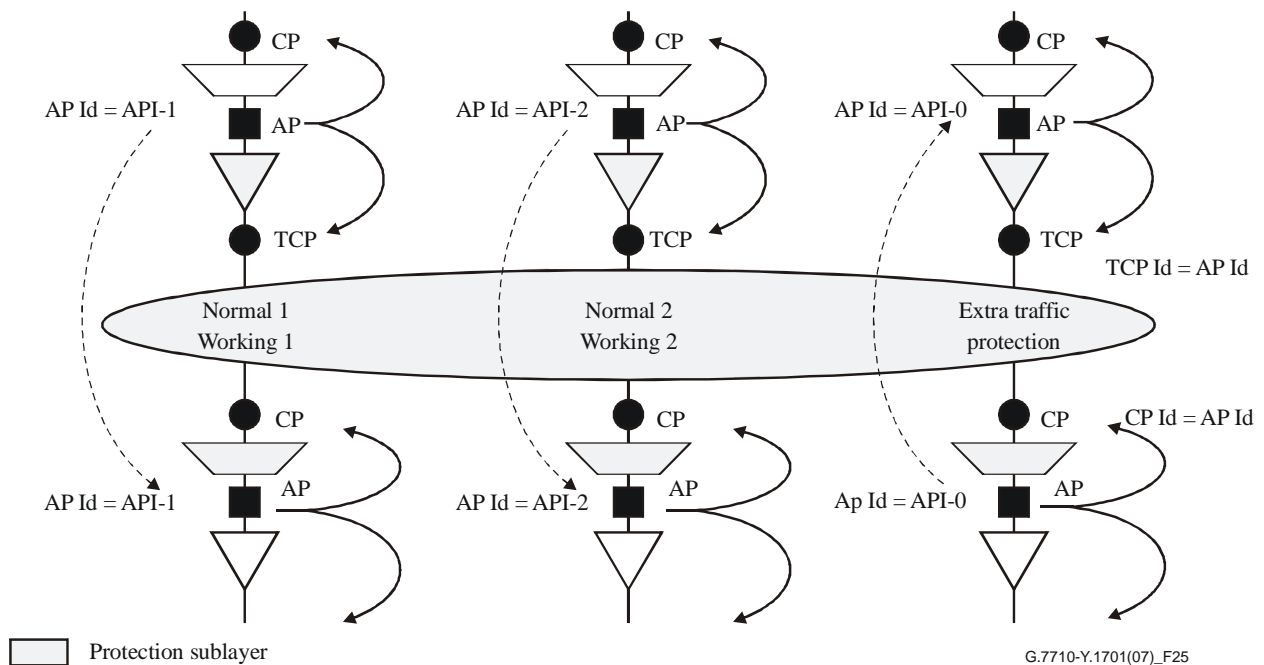 CP
CP
CP
AP Id = API-1
AP
AP Id = API-2
AP
AP Id = API-0
AP
TCP
TCP
TCP
TCP Id = AP Id
Normal 1
Working 1
Normal 2
Working 2
Extra traffic
protection
CP
CP
CP
CP Id = AP Id
AP Id = API-1
AP
AP Id = API-2
AP
Ap Id = API-0
AP
Protection sublayer
G.7710-Y.1701(07)_F25